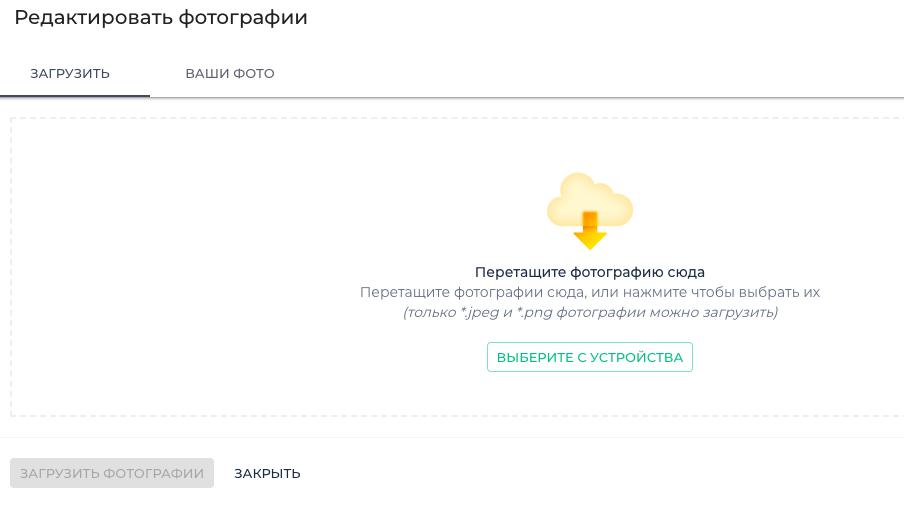 Редактировать фотографии
ЗАГРУЗИТЬ ВАШИ ФОТО
Перетащите фотографию сюда
Перетащите фотографии сюда, или нажмите чтобы выбрать их
(только *.jpeg и *.png фотографии можно загрузить)
ВЫБЕРИТЕ С УСТРОЙСТВА
ЗАГРУЗИТЬ ФОТОГРАФИИ ЗАКРЫТЬ